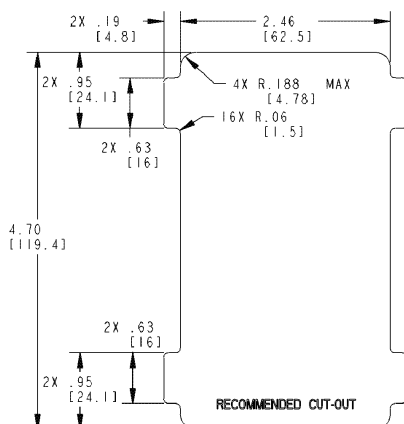 2X .19
[4.8]
2.46
[62.5]
2X .95
[24.1]
4X R.188 MAX
[4.78]
16X R.06
[1.5]
2X .63
[16]
4.70
[119.4]
2X .63
[16]
2X .95
[24.1]
RECOMMENDED CUT-OUT